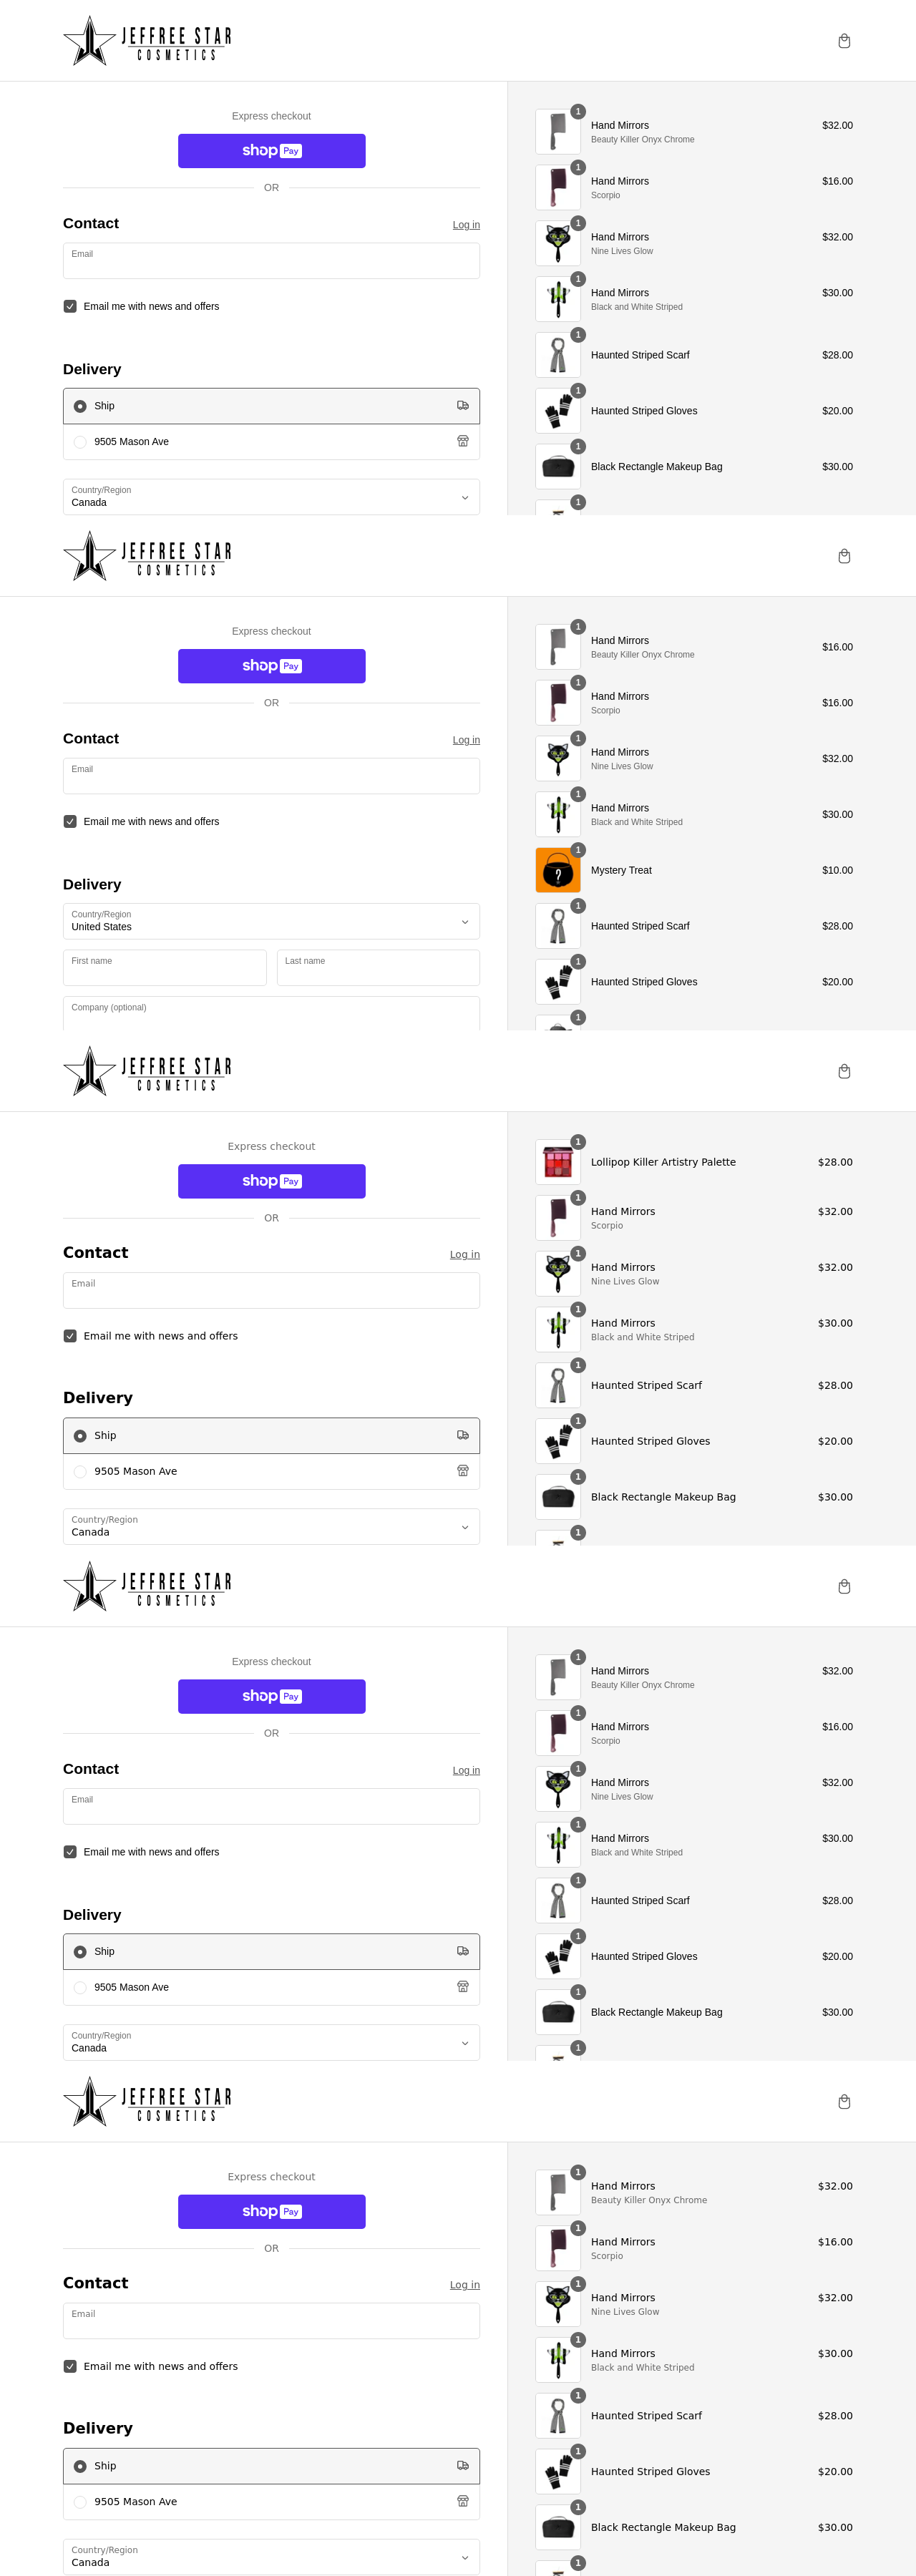 JEFFREE STAR
COSMETICS
Express checkout
shop Pay
OR
Contact
Log in
Email
Email me with news and offers
Delivery
Ship
9505 Mason Ave
Country/Region
Canada
1
Hand Mirrors
Beauty Killer Onyx Chrome
$32.00
1
Hand Mirrors
Scorpio
$16.00
1
Hand Mirrors
Nine Lives Glow
$32.00
1
Hand Mirrors
Black and White Striped
$30.00
1
Haunted Striped Scarf
$28.00
1
Haunted Striped Gloves
$20.00
1
Black Rectangle Makeup Bag
$30.00
1
JEFFREE STAR
COSMETICS
Express checkout
shop Pay
OR
Contact
Log in
Email
Email me with news and offers
Delivery
Country/Region
United States
First name
Last name
Company (optional)
1
Hand Mirrors
Beauty Killer Onyx Chrome
$16.00
1
Hand Mirrors
Scorpio
$16.00
1
Hand Mirrors
Nine Lives Glow
$32.00
1
Hand Mirrors
Black and White Striped
$30.00
1
?
Mystery Treat
$10.00
1
Haunted Striped Scarf
$28.00
1
Haunted Striped Gloves
$20.00
1
JEFFREE STAR
COSMETICS
Express checkout
shop Pay
OR
Contact
Log in
Email
Email me with news and offers
Delivery
Ship
9505 Mason Ave
Country/Region
Canada
1
Lollipop Killer Artistry Palette
$28.00
1
Hand Mirrors
Scorpio
$32.00
1
Hand Mirrors
Nine Lives Glow
$32.00
1
Hand Mirrors
Black and White Striped
$30.00
1
Haunted Striped Scarf
$28.00
1
Haunted Striped Gloves
$20.00
1
Black Rectangle Makeup Bag
$30.00
1
JEFFREE STAR
COSMETICS
Express checkout
shop Pay
OR
Contact
Log in
Email
Email me with news and offers
Delivery
Ship
9505 Mason Ave
Country/Region
Canada
1
Hand Mirrors
Beauty Killer Onyx Chrome
$32.00
1
Hand Mirrors
Scorpio
$16.00
1
Hand Mirrors
Nine Lives Glow
$32.00
1
Hand Mirrors
Black and White Striped
$30.00
1
Haunted Striped Scarf
$28.00
1
Haunted Striped Gloves
$20.00
1
Black Rectangle Makeup Bag
$30.00
1
JEFFREE STAR
COSMETICS
Express checkout
shop Pay
OR
Contact
Log in
Email
Email me with news and offers
Delivery
Ship
9505 Mason Ave
Country/Region
Canada
1
Hand Mirrors
Beauty Killer Onyx Chrome
$32.00
1
Hand Mirrors
Scorpio
$16.00
1
Hand Mirrors
Nine Lives Glow
$32.00
1
Hand Mirrors
Black and White Striped
$30.00
1
Haunted Striped Scarf
$28.00
1
Haunted Striped Gloves
$20.00
1
Black Rectangle Makeup Bag
$30.00
1